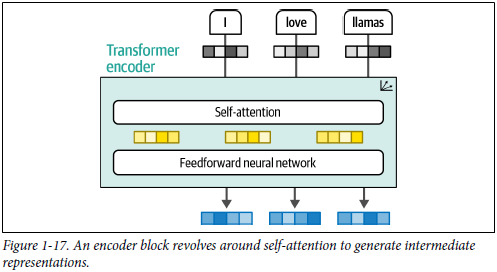 I love llamas
Transformer
encoder
Self-attention
Feedforward neural network
Figure 1-17. An encoder block revolves around self-attention to generate intermediate
representations.